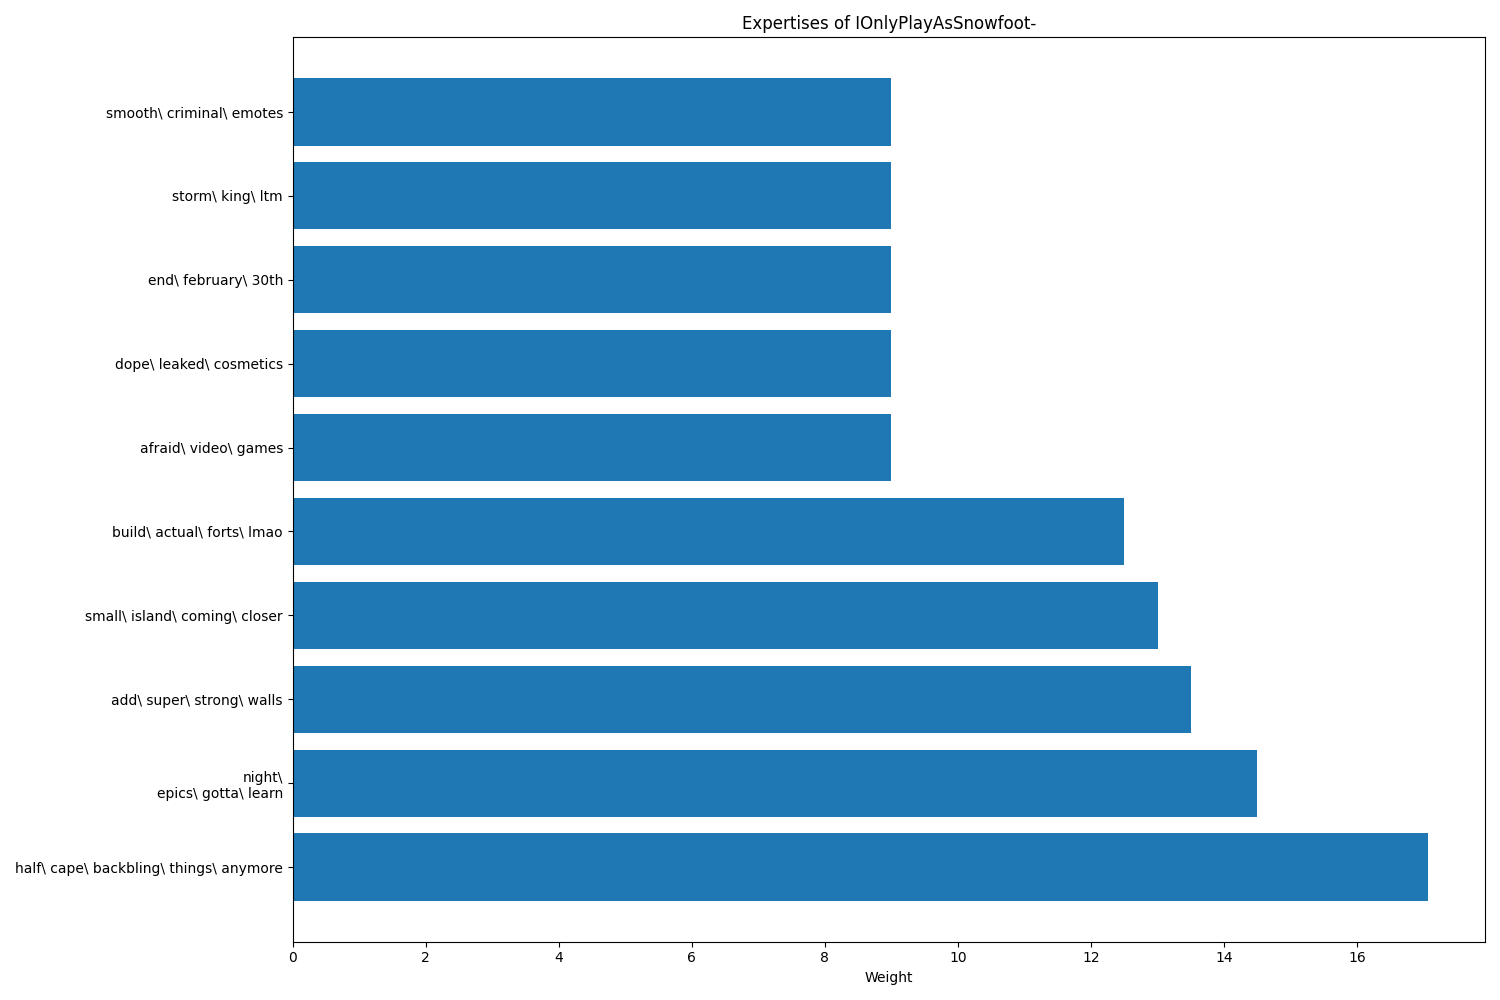 Expertises of IOnlyPlayAsSnowfoot-
smooth\ criminal\ emotes
storm\ king\ ltm
end\ february\ 30th
dope\ leaked\ cosmetics
afraid\ video\ games
build\ actual\ forts\ lmao
small\ island\ coming\ closer
add\ super\ strong\ walls
night\
epics\ gotta\ learn
half\ cape\ backbling\ things\ anymore
0 2 4 6 8 10 12 14 16
Weight